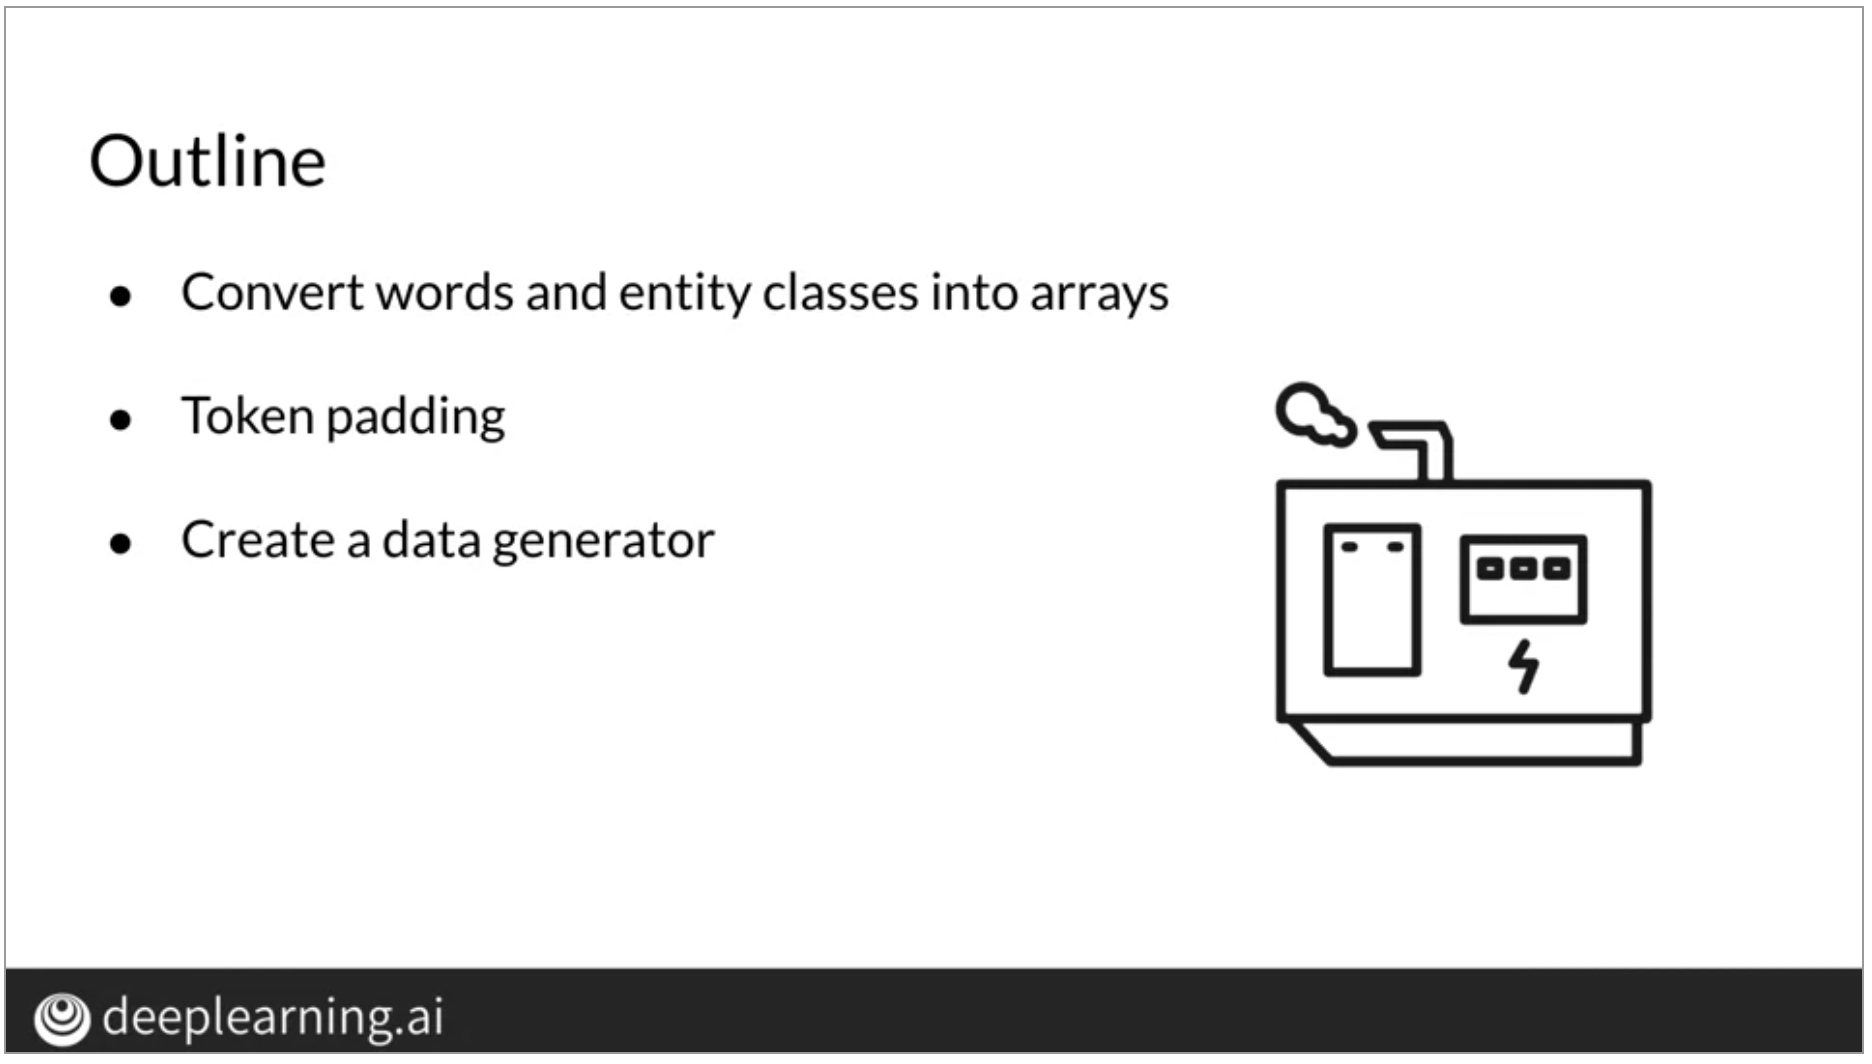 Outline
● Convert words and entity classes into arrays
● Token padding
● Create a data generator
deeplearning.ai